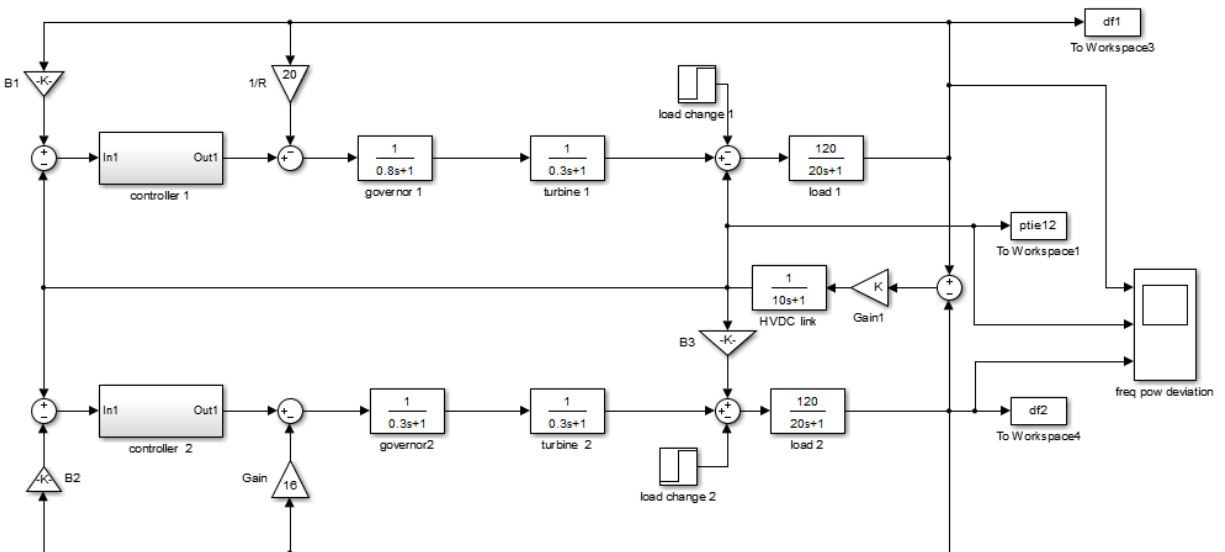 df1
To Workspace3
B1
-K-
1/R
20
load change 1
In1
Out1
controller 1
1
0.8s+1
governor 1
1
0.3s+1
turbine 1
120
20s+1
load 1
ptie12
To Workspace1
1
10s+1
HVDC link
K
Gain1
B3
-K-
freq pow deviation
In1
Out1
controller 2
1
0.3s+1
governor2
1
0.3s+1
turbine 2
120
20s+1
load 2
df2
To Workspace4
-K-
B2
Gain
16
load change 2